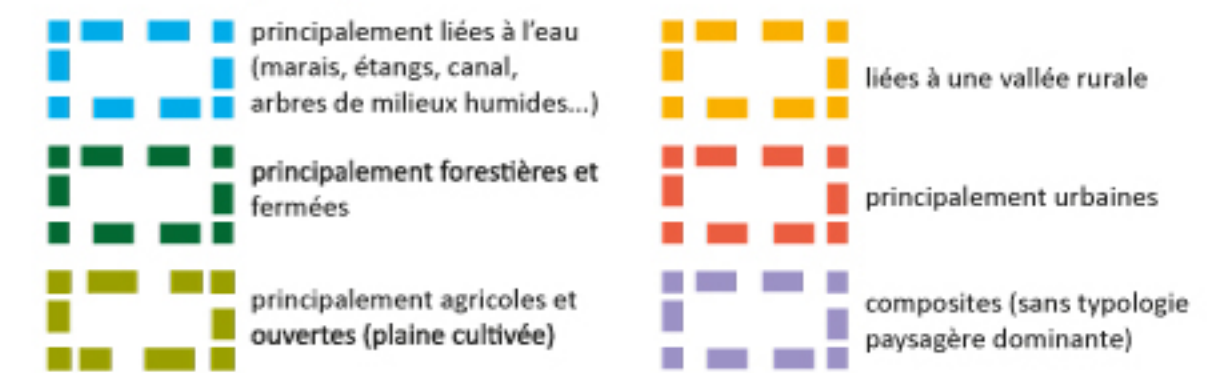 principalement liées à l'eau
(marais, étangs, canal,
arbres de milieux humides...)
principalement forestières et
fermées
principalement agricoles et
ouvertes (plaine cultivée)
liées à une vallée rurale
principalement urbaines
composites (sans typologie
paysagère dominante)